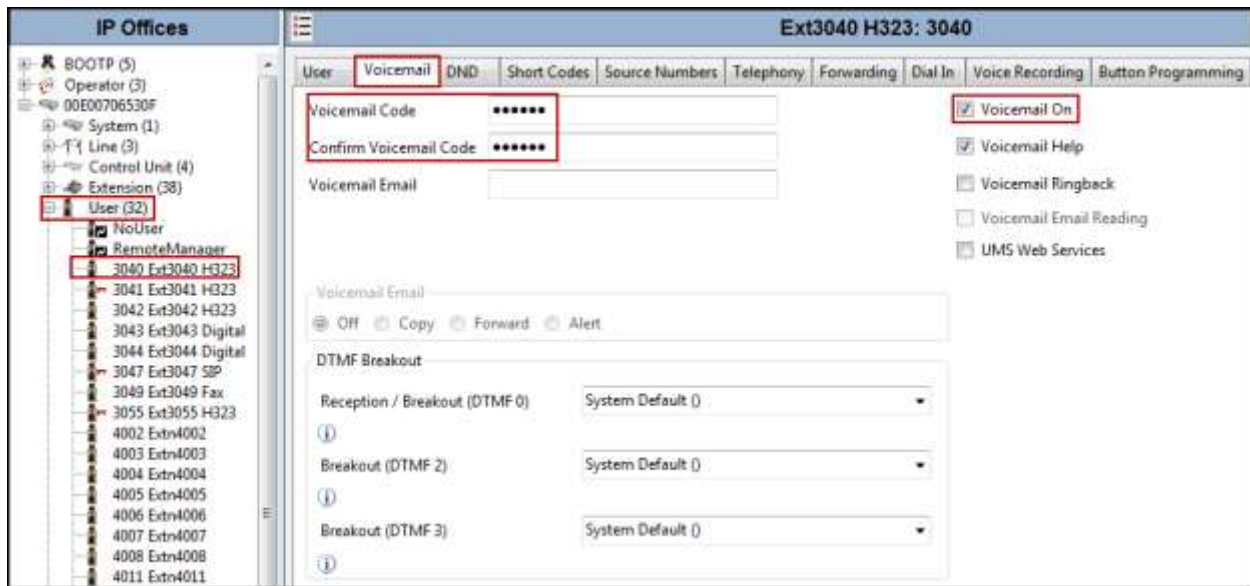 IP Offices
BOOTP (5)
Operator (3)
00E00706530F
System (1)
Line (3)
Control Unit (4)
Extension (38)
User (32)
NoUser
RemoteManager
3040 Ext3040 H323
3041 Ext3041 H323
3042 Ext3042 H323
3043 Ext3043 Digital
3044 Ext3044 Digital
3047 Ext3047 SIP
3049 Ext3049 Fax
3055 Ext3055 H323
4002 Extn4002
4003 Extn4003
4004 Extn4004
4005 Extn4005
4006 Extn4006
4007 Extn4007
4008 Extn4008
4011 Extn4011
Ext3040 H323: 3040
User Voicemail DND Short Codes Source Numbers Telephony Forwarding Dial In Voice Recording Button Programming
Voicemail Code ••••••
Confirm Voicemail Code ••••••
Voicemail Email
Voicemail On
Voicemail Help
Voicemail Ringback
Voicemail Email Reading
UMS Web Services
Voicemail Email
Off Copy Forward Alert
DTMF Breakout
Reception / Breakout (DTMF 0) System Default ()
Breakout (DTMF 2) System Default ()
Breakout (DTMF 3) System Default ()